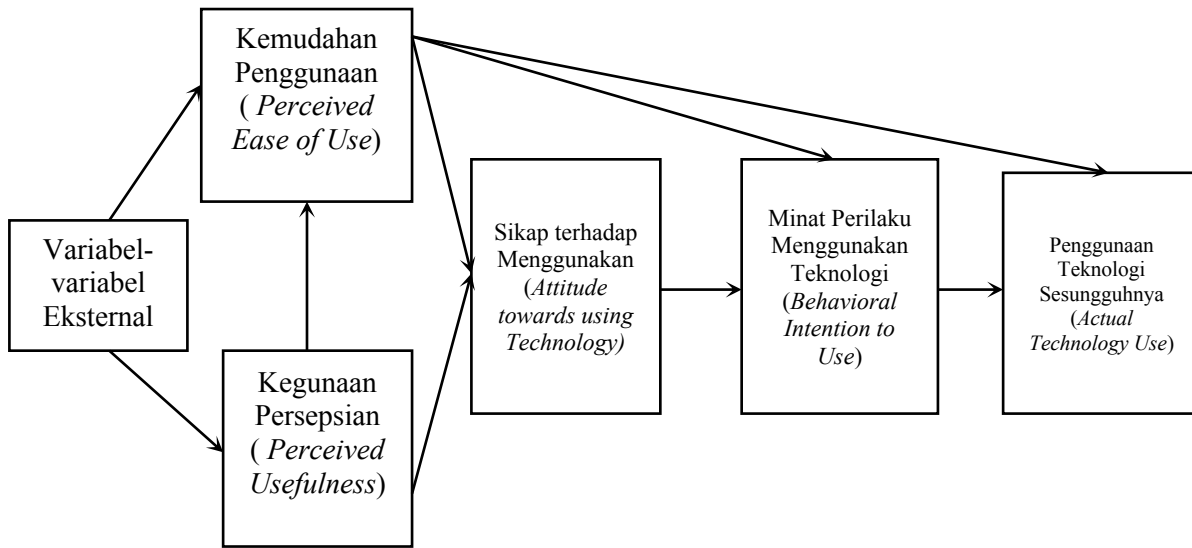 Kemudahan
Penggunaan
( Perceived
Ease of Use)
Variabel-
variabel
Eksternal
Kegunaan
Persepsian
( Perceived
Usefulness)
Sikap terhadap
Menggunakan
(Attitude
towards using
Technology)
Minat Perilaku
Menggunakan
Teknologi
(Behavioral
Intention to
Use)
Penggunaan
Teknologi
Sesungguhnya
(Actual
Technology Use)